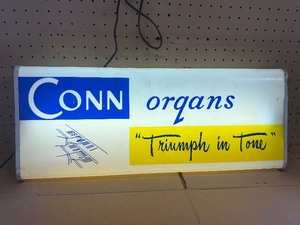 CONN organs
"Triumph in Tone"